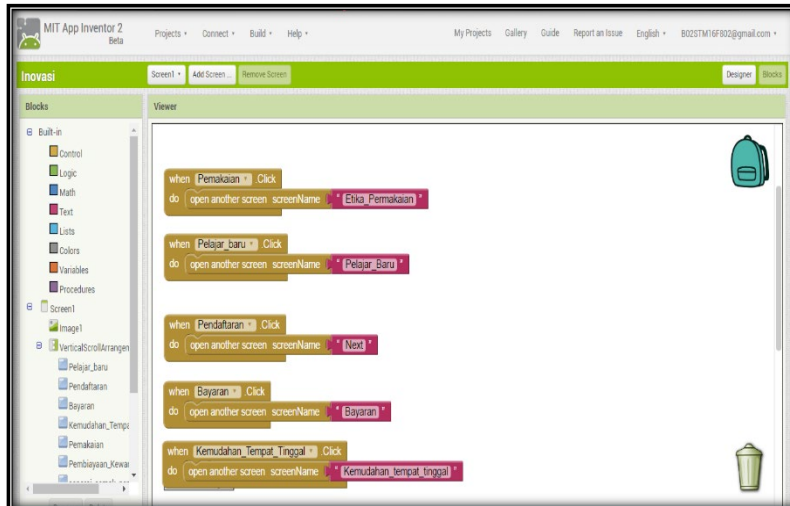 MIT App Inventor 2
Beta
Projects Connect Build Help My Projects Gallery Guide Report an Issue English B02STM16F802@gmail.com
Inovasi Screen1 Add Screen ... Remove Screen Designer Blocks
Blocks Viewer
Built-in
Control
Logic
Math
Text
Lists
Colors
Variables
Procedures
Screen1
Image1
VerticalScrollArrangen
Pelajar_baru
Pendaftaran
Bayaran
Kemudahan_Tempa
Pemakaian
Pembiayaan_Kewar
when Pemakaian .Click
do open another screen screenName " Etika_Permakaian "
when Pelajar_baru .Click
do open another screen screenName " Pelajar_Baru "
when Pendaftaran .Click
do open another screen screenName " Next "
when Bayaran .Click
do open another screen screenName " Bayaran "
when Kemudahan_Tempat_Tinggal .Click
do open another screen screenName " Kemudahan_tempat_tinggal "